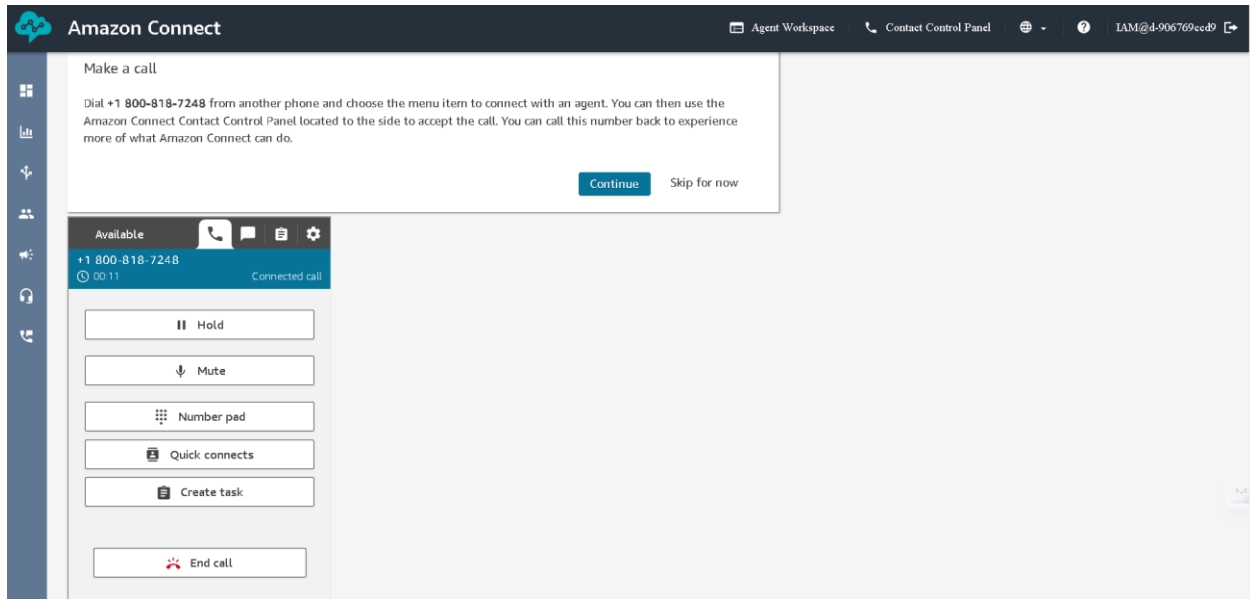 Amazon Connect
Agent Workspace
Contact Control Panel
IAM@d-906769ccd9
Make a call
Dial +1 800-818-7248 from another phone and choose the menu item to connect with an agent. You can then use the
Amazon Connect Contact Control Panel located to the side to accept the call. You can call this number back to experience
more of what Amazon Connect can do.
Continue
Skip for now
Available
+1 800-818-7248
00:11
Connected call
Hold
Mute
Number pad
Quick connects
Create task
End call